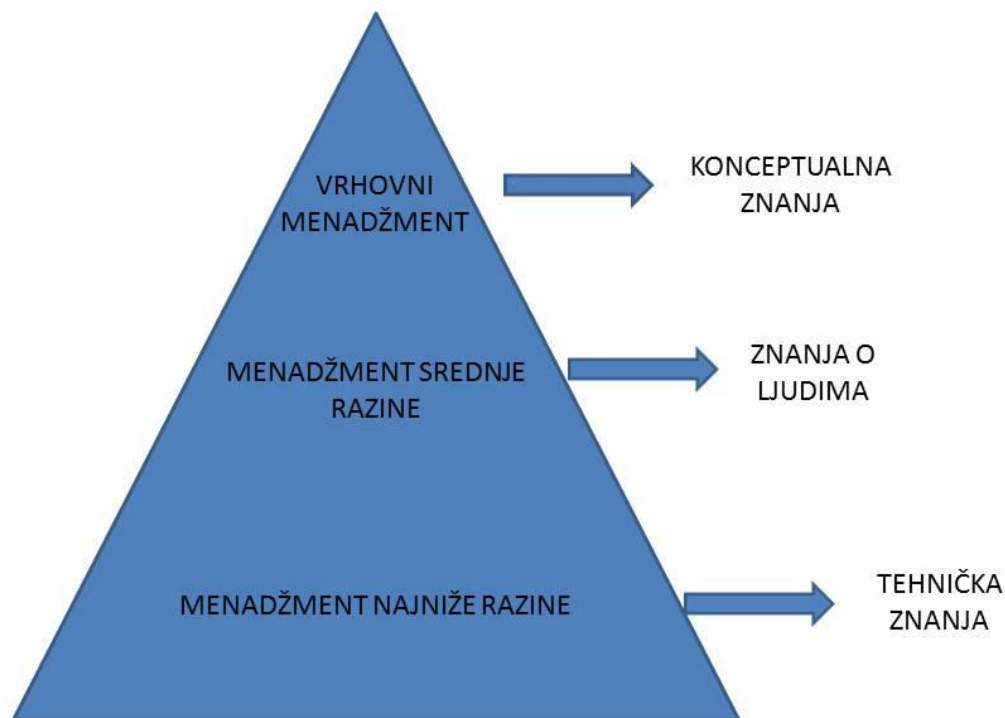 VRHOVNI
MENADŽMENT
KONCEPTUALNA
ZNANJA
MENADŽMENT SREDNJE
RAZINE
ZNANJA O
LJUDIMA
MENADŽMENT NAJNIŽE RAZINE
TEHNIČKA
ZNANJA